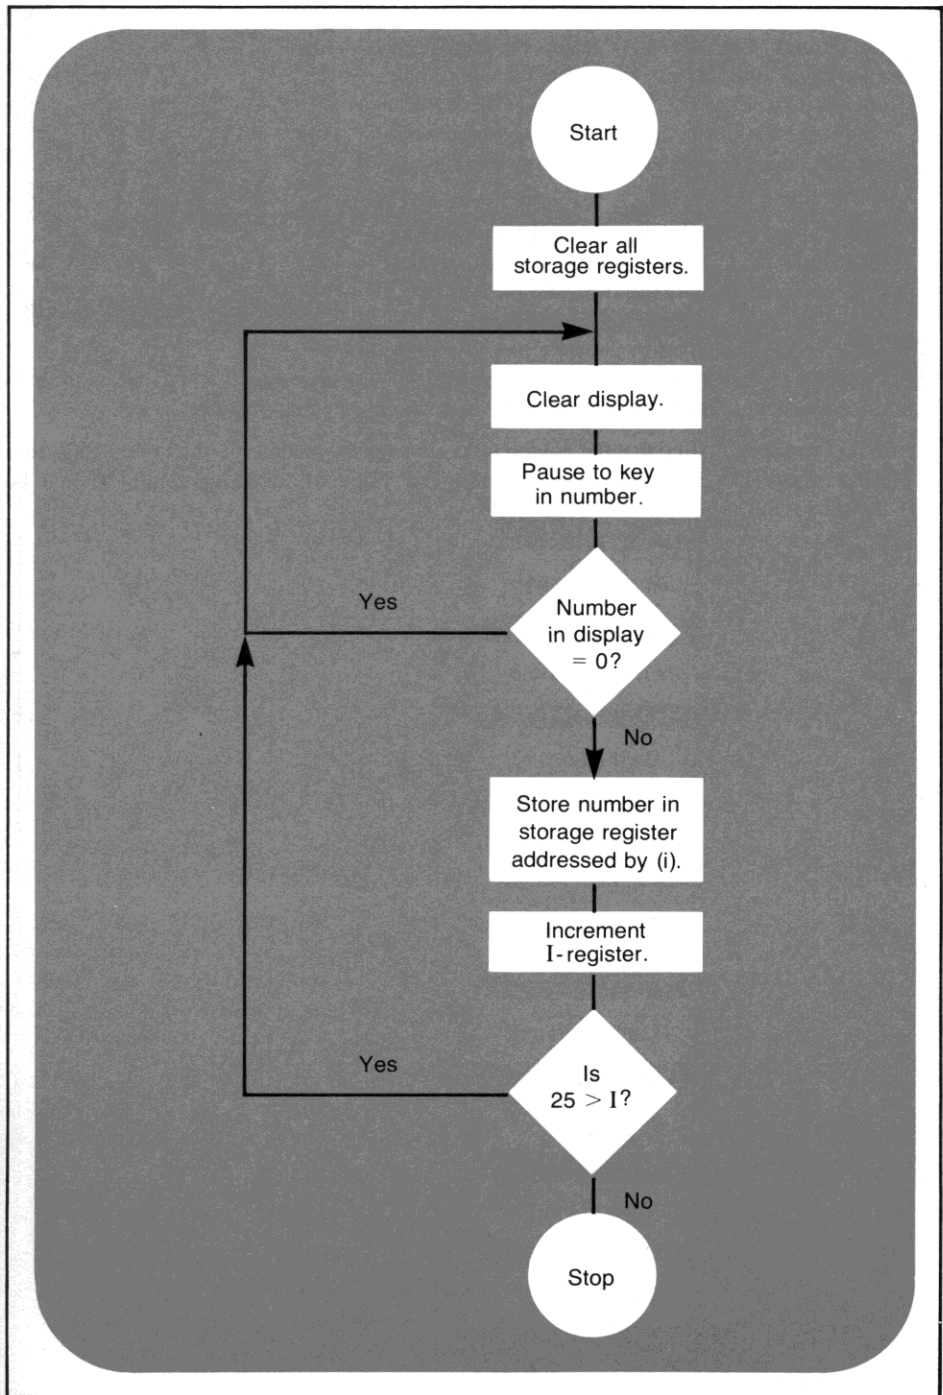 Start
Clear all
storage registers.
Clear display.
Pause to key
in number.
Yes
Number
in display
= 0?
No
Store number in
storage register
addressed by (i).
Increment
I-register.
Yes
Is
25 > I?
No
Stop